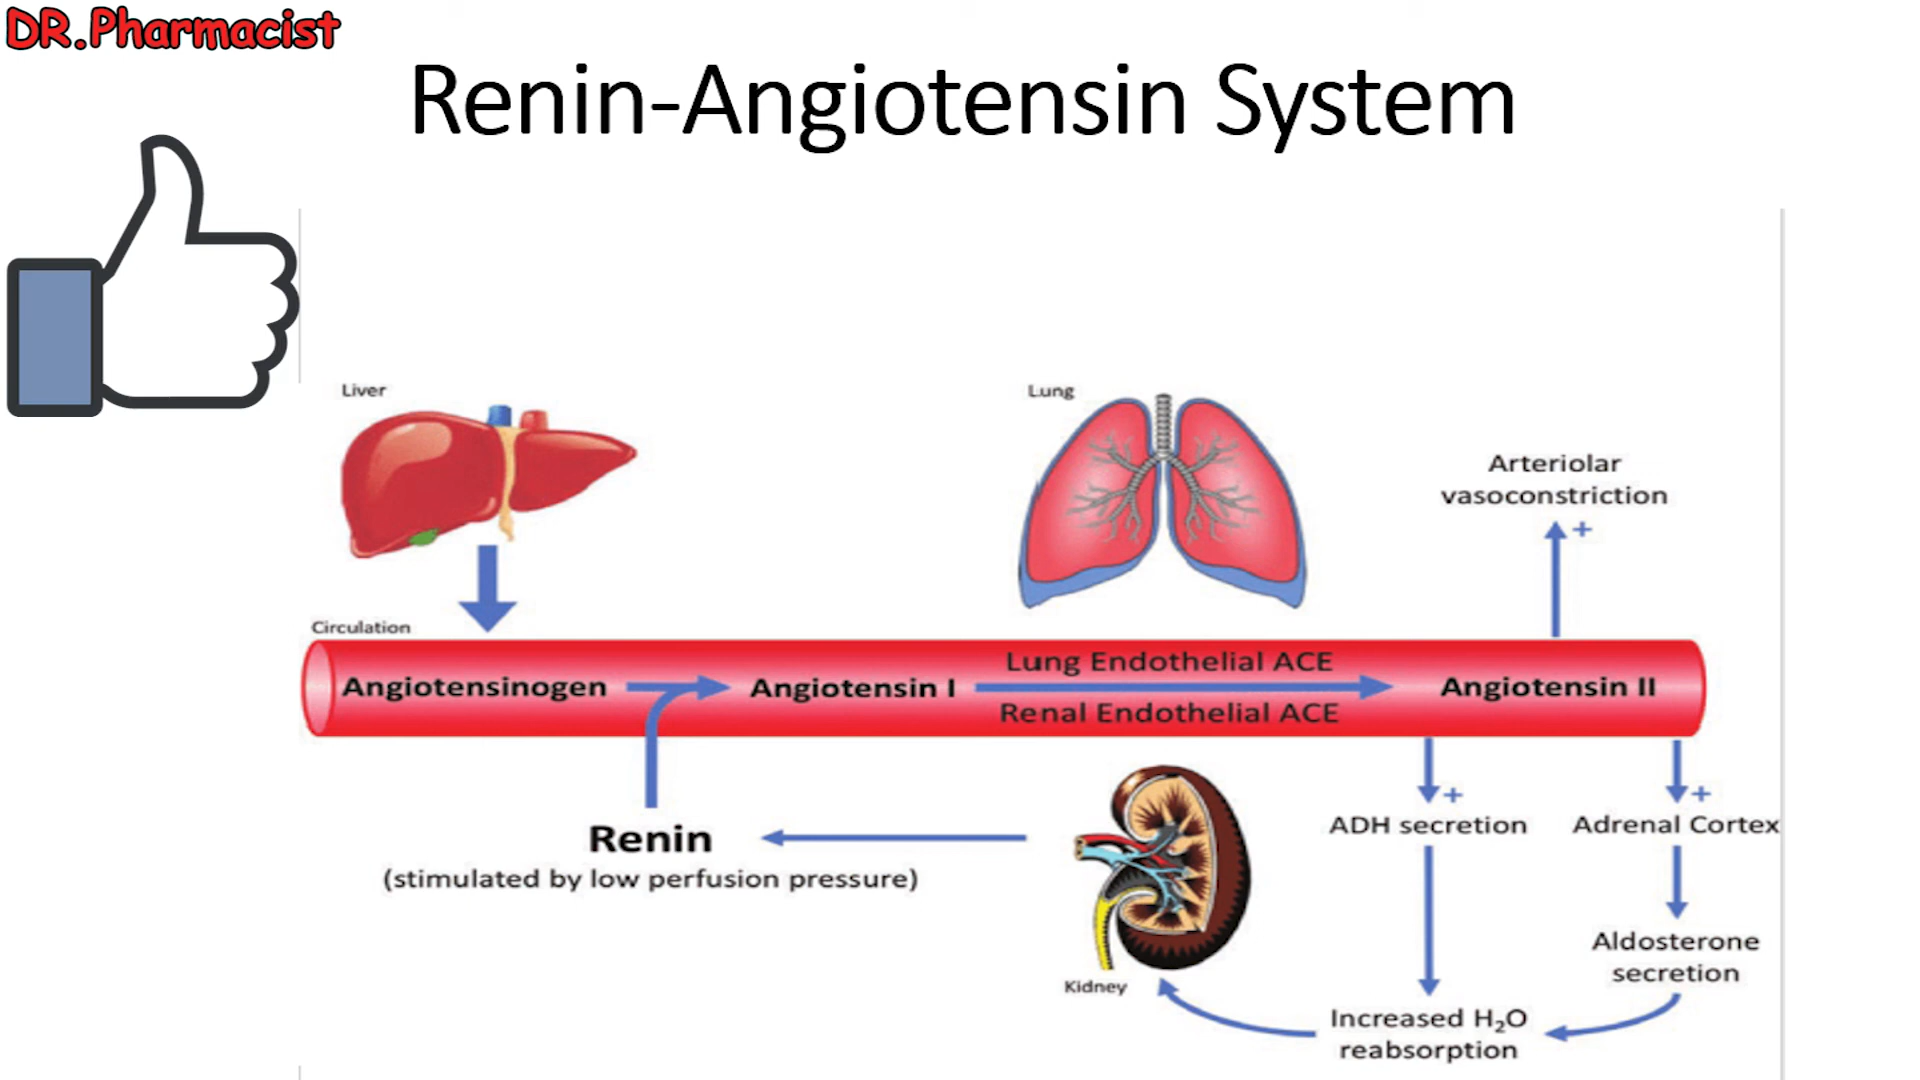 DR.Pharmacist
Renin-Angiotensin System
Liver
Lung
Arteriolar
vasoconstriction
+
Circulation
Lung Endothelial ACE
Angiotensinogen
Angiotensin I
Angiotensin II
Renal Endothelial ACE
+
+
Renin
ADH secretion
Adrenal Cortex
(stimulated by low perfusion pressure)
Aldosterone
secretion
Kidney
Increased H₂O
reabsorption